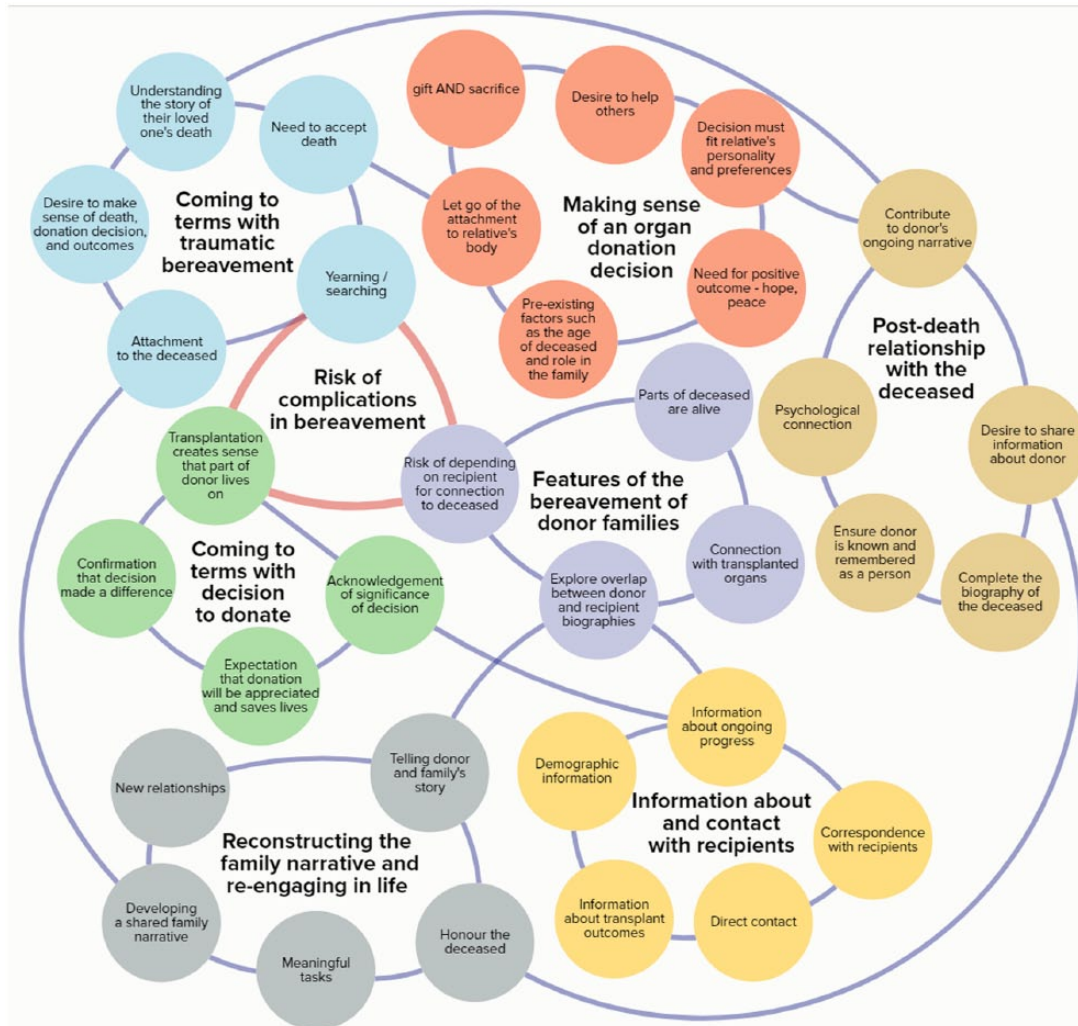 Understanding
the story of
their loved
one's death
Need to accept
death
Desire to make
sense of death,
donation decision,
and outcomes
Coming to
terms with
traumatic
bereavement
Yearning /
searching
Attachment
to the deceased
gift AND sacrifice
Desire to help
others
Decision must
fit relative's
personality
and preferences
Let go of the
attachment
to relative's
body
Making sense
of an organ
donation
decision
Need for positive
outcome - hope,
peace
Pre-existing
factors such
as the age
of deceased
and role in
the family
Contribute
to donor's
ongoing narrative
Post-death
relationship
with the
deceased
Psychological
connection
Desire to share
information
about donor
Ensure donor
is known and
remembered
as a person
Complete the
biography of
the deceased
Risk of
complications
in bereavement
Transplantation
creates sense
that part of
donor lives
on
Risk of depending
on recipient
for connection
to deceased
Parts of deceased
are alive
Features of the
bereavement of
donor families
Connection
with transplanted
organs
Explore overlap
between donor
and recipient
biographies
Confirmation
that decision
made a difference
Coming to
terms with
decision
to donate
Acknowledgement
of significance
of decision
Expectation
that donation
will be appreciated
and saves lives
Information
about ongoing
progress
Demographic
information
Information about
and contact
with recipients
Correspondence
with recipients
Information
about transplant
outcomes
Direct contact
New relationships
Telling donor
and family's
story
Reconstructing the
family narrative and
re-engaging in life
Developing
a shared family
narrative
Meaningful
tasks
Honour the
deceased